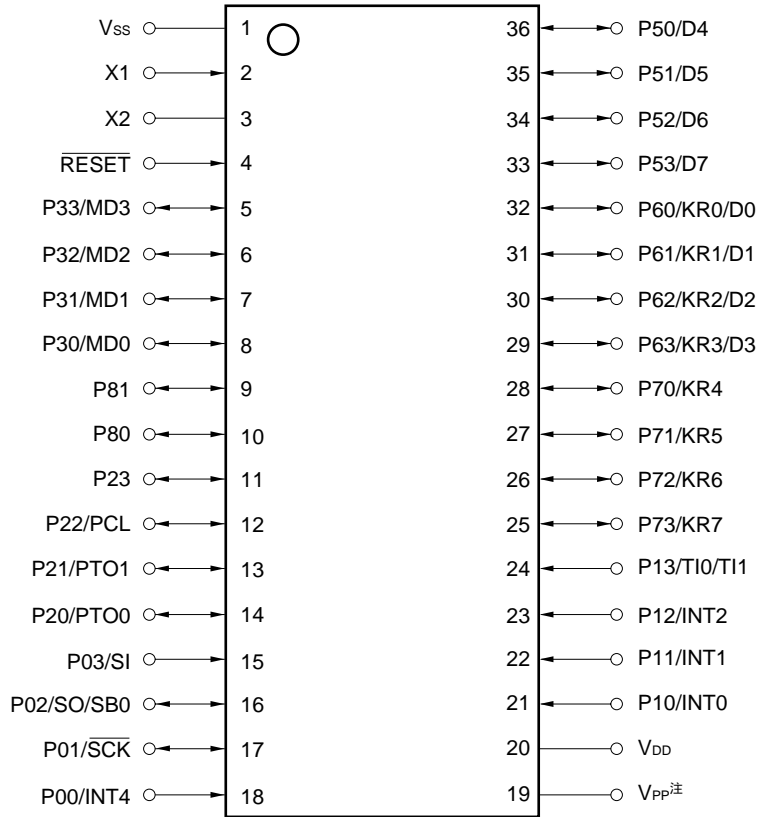 VSS 1 36 P50/D4
X1 2 35 P51/D5
X2 3 34 P52/D6
R̅E̅S̅E̅T̅ 4 33 P53/D7
P33/MD3 5 32 P60/KR0/D0
P32/MD2 6 31 P61/KR1/D1
P31/MD1 7 30 P62/KR2/D2
P30/MD0 8 29 P63/KR3/D3
P81 9 28 P70/KR4
P80 10 27 P71/KR5
P23 11 26 P72/KR6
P22/PCL 12 25 P73/KR7
P21/PTO1 13 24 P13/TI0/TI1
P20/PTO0 14 23 P12/INT2
P03/SI 15 22 P11/INT1
P02/SO/SB0 16 21 P10/INT0
P01/S̅C̅K̅ 17 20 VDD
P00/INT4 18 19 VPP注